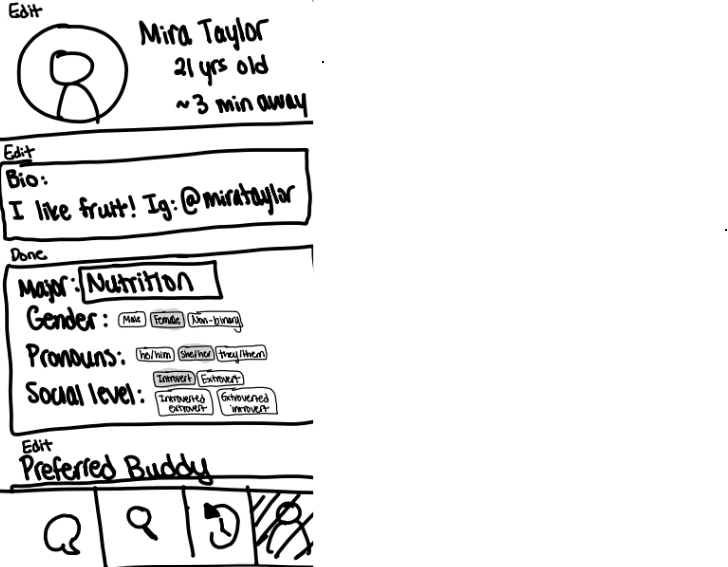 Edit
Mira Taylor
21 yrs old
~3 min away
Edit
Bio:
I like fruit! Ig: @mirataylor
Done
Major: Nutrition
Gender: Male Female Non-binary
Pronouns: he/him She/her they/them
Social level: Introvert Extrovert
Introverted extrovert Extroverted introvert
Edit
Preferred Buddy